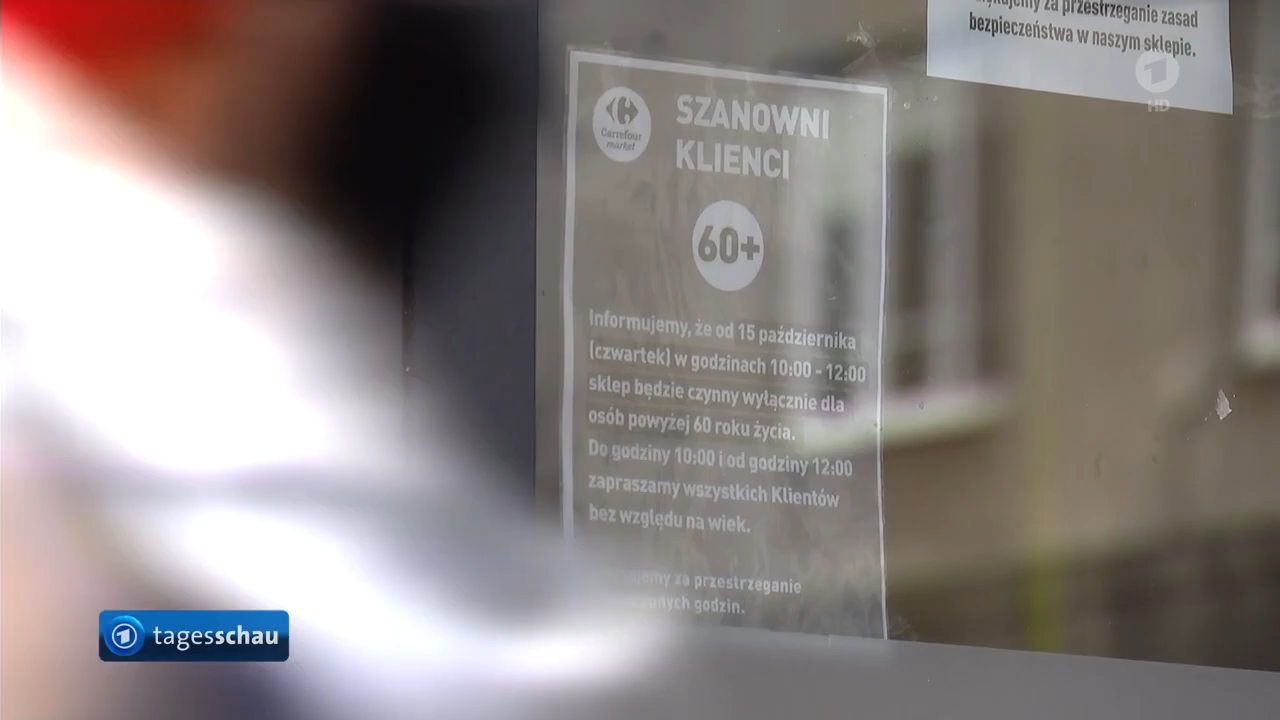 za przestrzeganie zasad
bezpieczeństwa w naszym sklepie.
1
HD
Carrefour
market
SZANOWNI
KLIENCI
60+
Informujemy, że od 15 października
(czwartek) w godzinach 10:00 - 12:00
sklep będzie czynny wyłącznie dla
osób powyżej 60 roku życia.
Do godziny 10:00 i od godziny 12:00
zapraszamy wszystkich Klientów
bez względu na wiek.
za przestrzeganie
godzin.
1 tagesschau